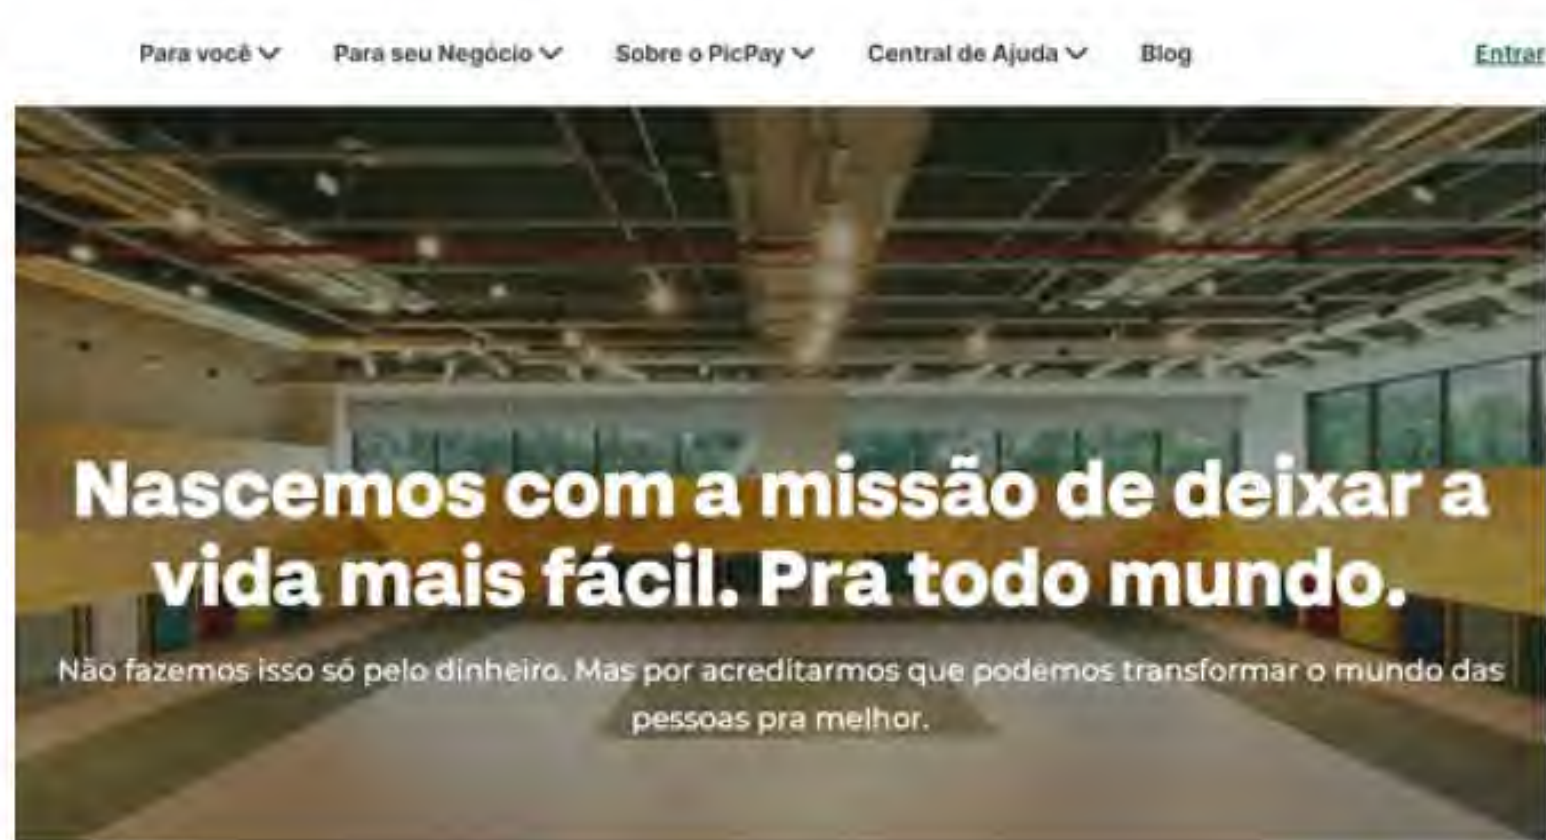 Para você
Para seu Negócio
Sobre o PicPay
Central de Ajuda
Blog
Entrar
Nascemos com a missão de deixar a
vida mais fácil. Pra todo mundo.
Não fazemos isso só pelo dinheiro. Mas por acreditarmos que podemos transformar o mundo das
pessoas pra melhor.